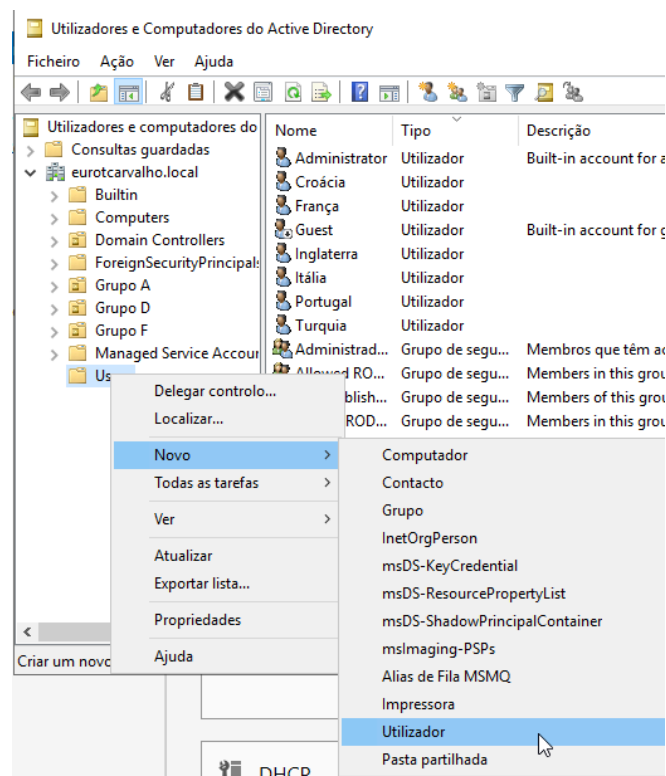 Utilizadores e Computadores do Active Directory
Ficheiro Ação Ver Ajuda
Utilizadores e computadores do
Consultas guardadas
eurotcarvalho.local
Builtin
Computers
Domain Controllers
ForeignSecurityPrincipals
Grupo A
Grupo D
Grupo F
Managed Service Accour
Us
Nome Tipo Descrição
Administrator Utilizador Built-in account for a
Croácia Utilizador
França Utilizador
Guest Utilizador Built-in account for g
Inglaterra Utilizador
Itália Utilizador
Portugal Utilizador
Turquia Utilizador
Administrad... Grupo de segu... Membros que têm ac
Allowed RO... Grupo de segu... Members in this grou
blish... Grupo de segu... Members of this grou
ROD... Grupo de segu... Members in this grou
Delegar controlo...
Localizar...
Novo
Todas as tarefas
Ver
Atualizar
Exportar lista...
Propriedades
Ajuda
Computador
Contacto
Grupo
InetOrgPerson
msDS-KeyCredential
msDS-ResourcePropertyList
msDS-ShadowPrincipalContainer
msImaging-PSPs
Alias de Fila MSMQ
Impressora
Utilizador
Pasta partilhada
Criar um novo
DHCP